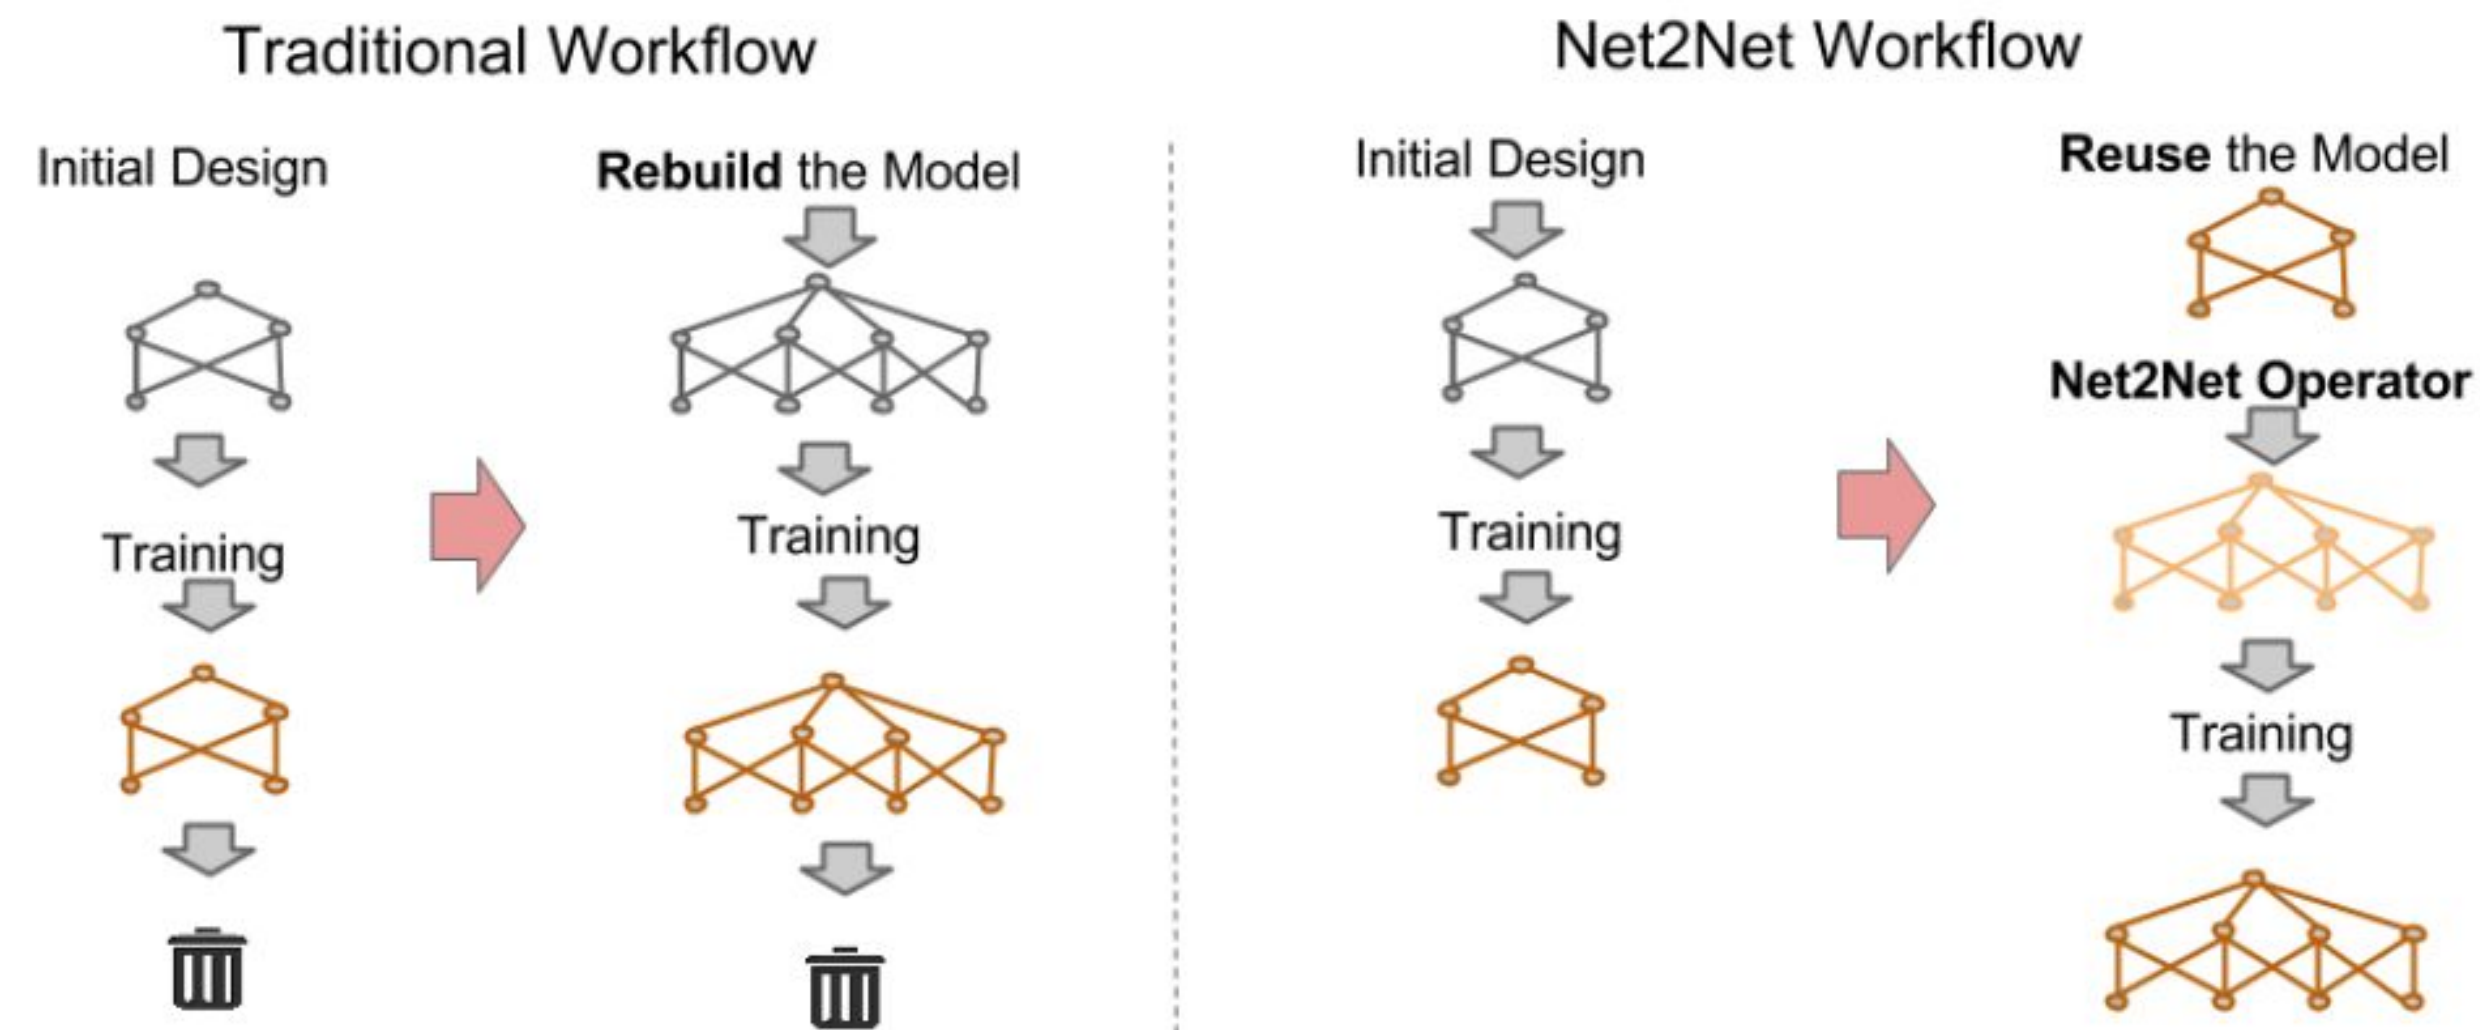 Traditional Workflow
Initial Design
Training
Rebuild the Model
Training
Net2Net Workflow
Initial Design
Training
Reuse the Model
Net2Net Operator
Training